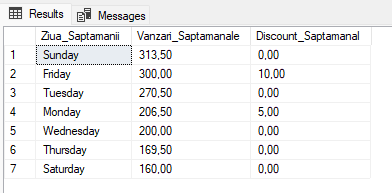 Results Messages
Ziua_Saptamanii Vanzari_Saptamanale Discount_Saptamanal
1 Sunday 313,50 0,00
2 Friday 300,00 10,00
3 Tuesday 270,50 0,00
4 Monday 206,50 5,00
5 Wednesday 200,00 0,00
6 Thursday 169,50 0,00
7 Saturday 160,00 0,00